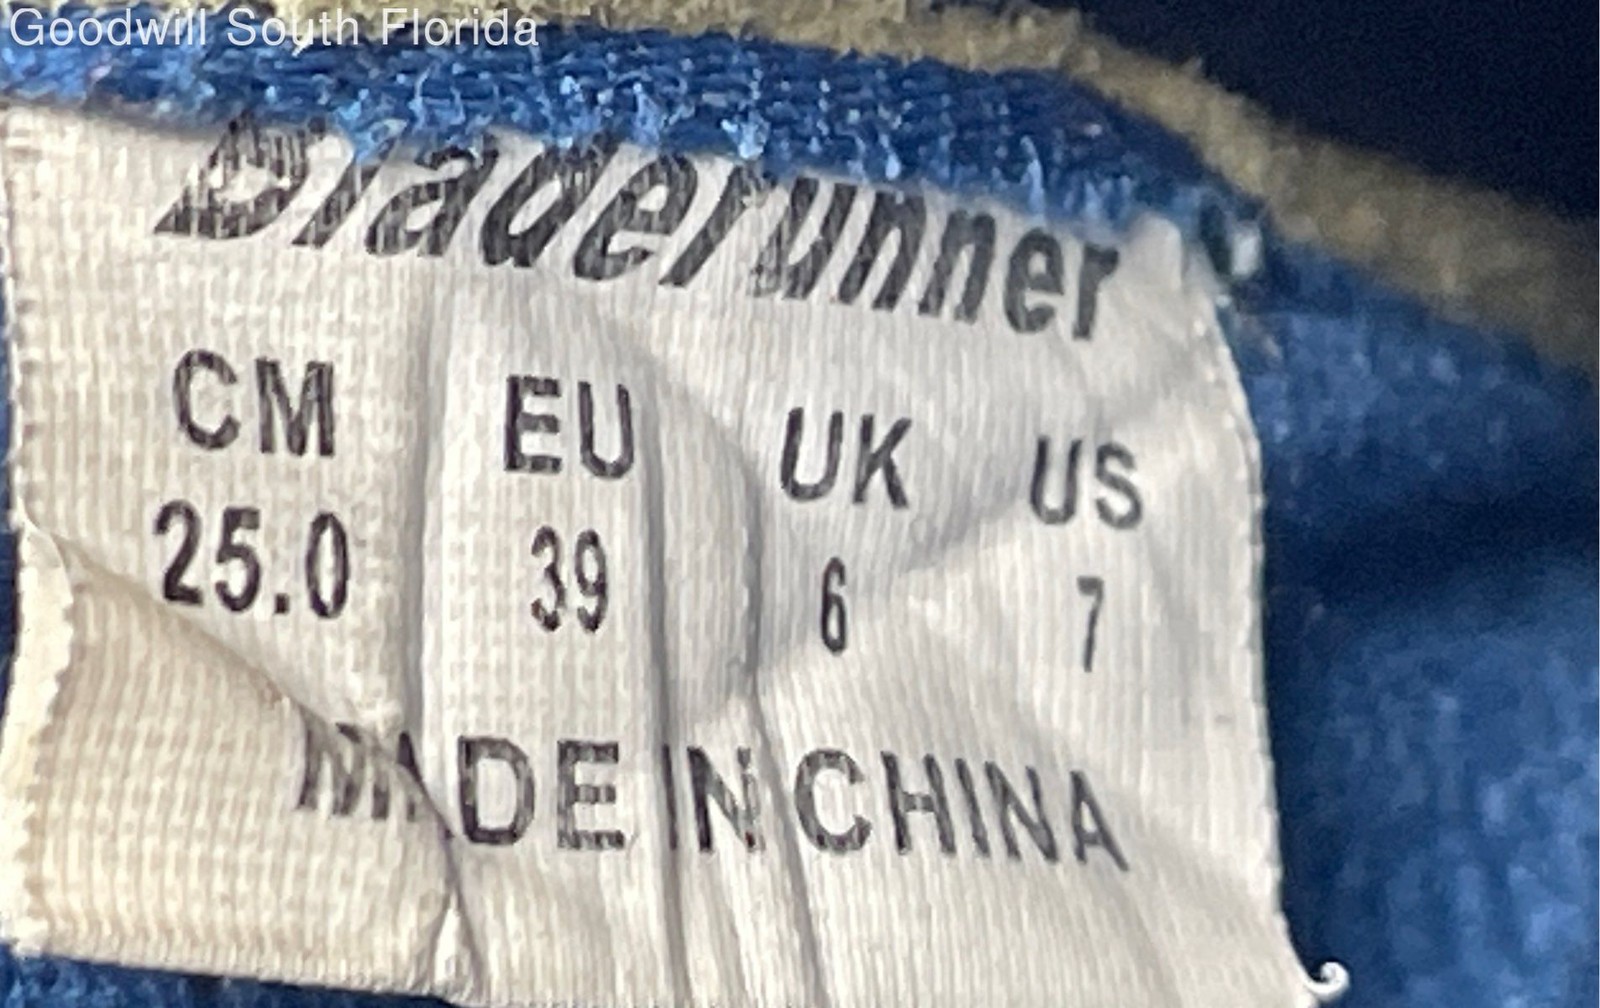 Goodwill South Florida
Bladerunner
CM EU UK US
25.0 39 6 7
MADE IN CHINA